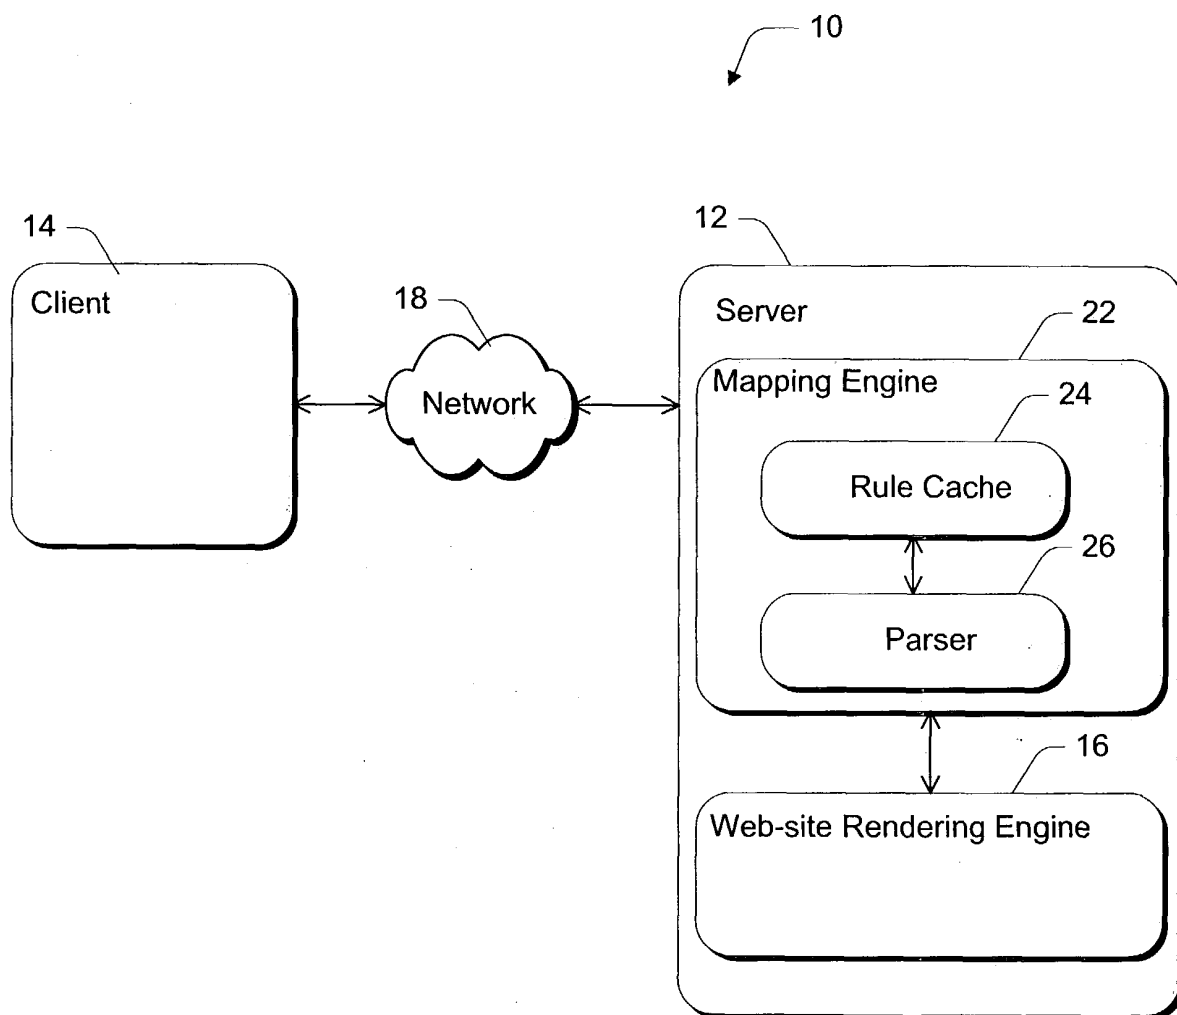 10
14
12
Client
18
Server
22
Mapping Engine
Network
24
Rule Cache
26
Parser
16
Web-site Rendering Engine